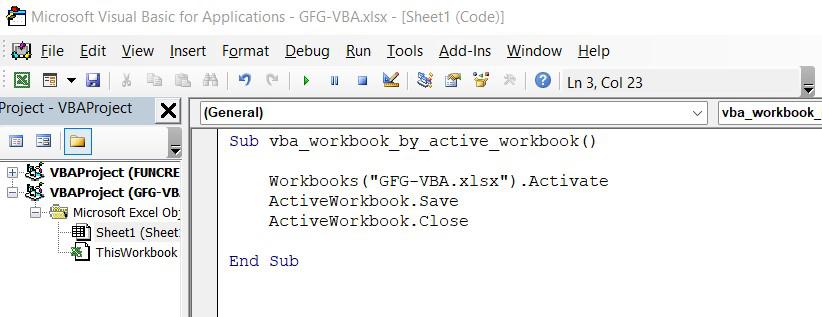 Microsoft Visual Basic for Applications - GFG-VBA.xlsx - [Sheet1 (Code)]
File Edit View Insert Format Debug Run Tools Add-Ins Window Help
Ln 3, Col 23
Project - VBAProject
(General)
vba_workbook_
VBAProject (FUNCRE
VBAProject (GFG-VB
Microsoft Excel Obj
Sheet1 (Sheet
ThisWorkbook
Sub vba_workbook_by_active_workbook()
Workbooks("GFG-VBA.xlsx").Activate
ActiveWorkbook.Save
ActiveWorkbook.Close
End Sub